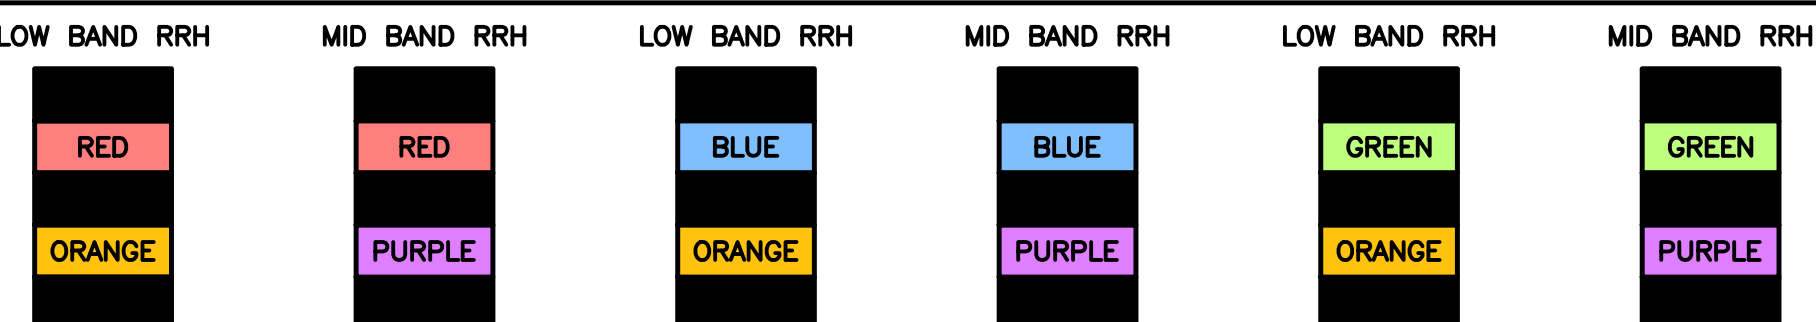 LOW BAND RRH MID BAND RRH LOW BAND RRH MID BAND RRH LOW BAND RRH MID BAND RRH
RED RED BLUE BLUE GREEN GREEN
ORANGE PURPLE ORANGE PURPLE ORANGE PURPLE